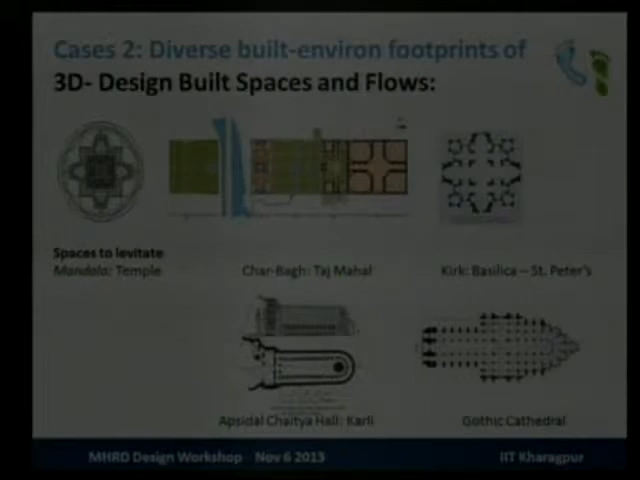 Cases 2: Diverse built-environ footprints of
3D- Design Built Spaces and Flows:
Spaces to levitate
Mandala: Temple
Char-Bagh: Taj Mahal
Kirk: Basilica – St. Peter's
Apsidal Chaitya Hall: Karli
Gothic Cathedral
MHRD Design Workshop Nov 6 2013
IIT Kharagpur